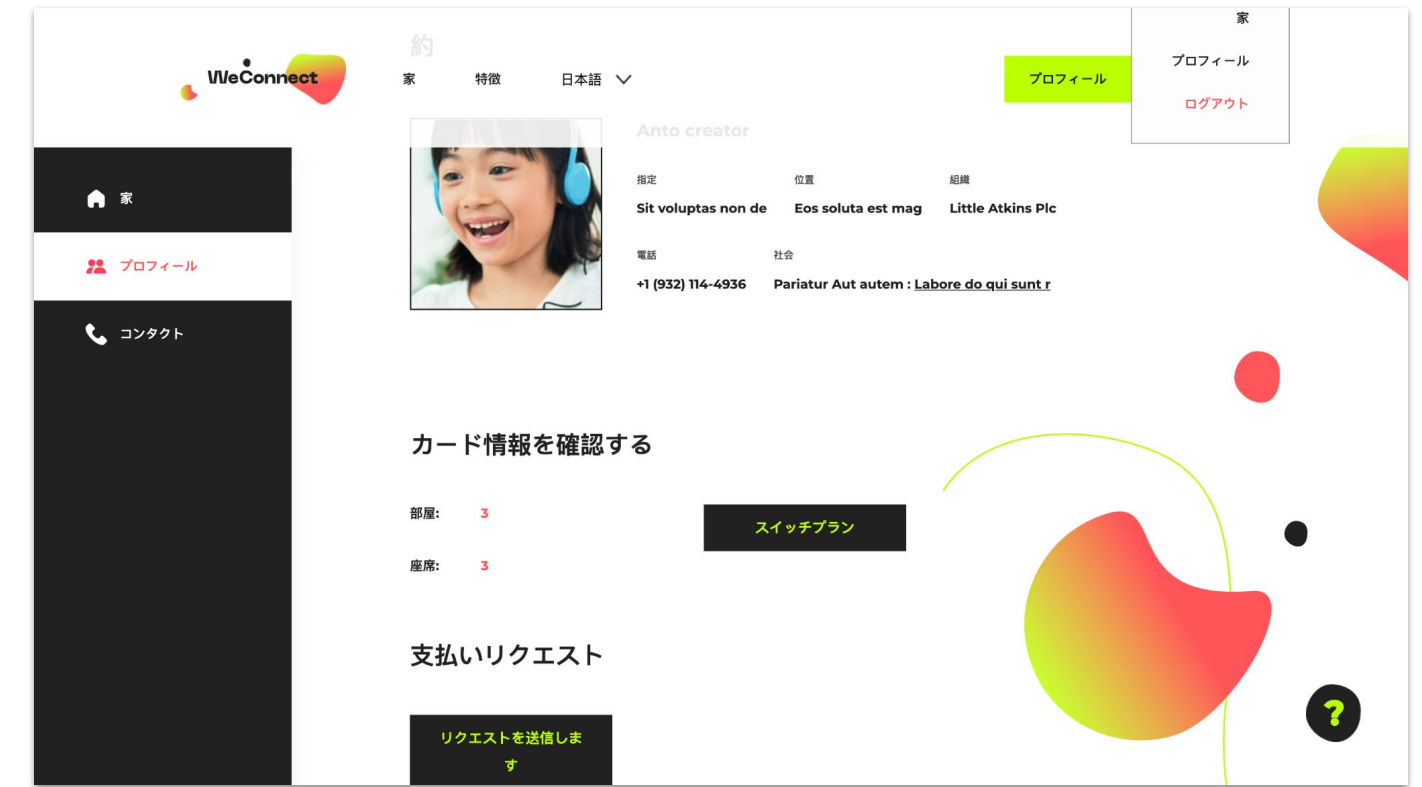 約
家
WeConnect
家
特徴
日本語
プロフィール
プロフィール
ログアウト
Anto creator
家
指定
位置
組織
Sit voluptas non de
Eos soluta est mag
Little Atkins Plc
プロフィール
電話
社会
+1 (932) 114-4936
Pariatur Aut autem : Labore do qui sunt r
コンタクト
カード情報を確認する
部屋:
3
スイッチプラン
座席:
3
支払いリクエスト
リクエストを送信しま
す
?